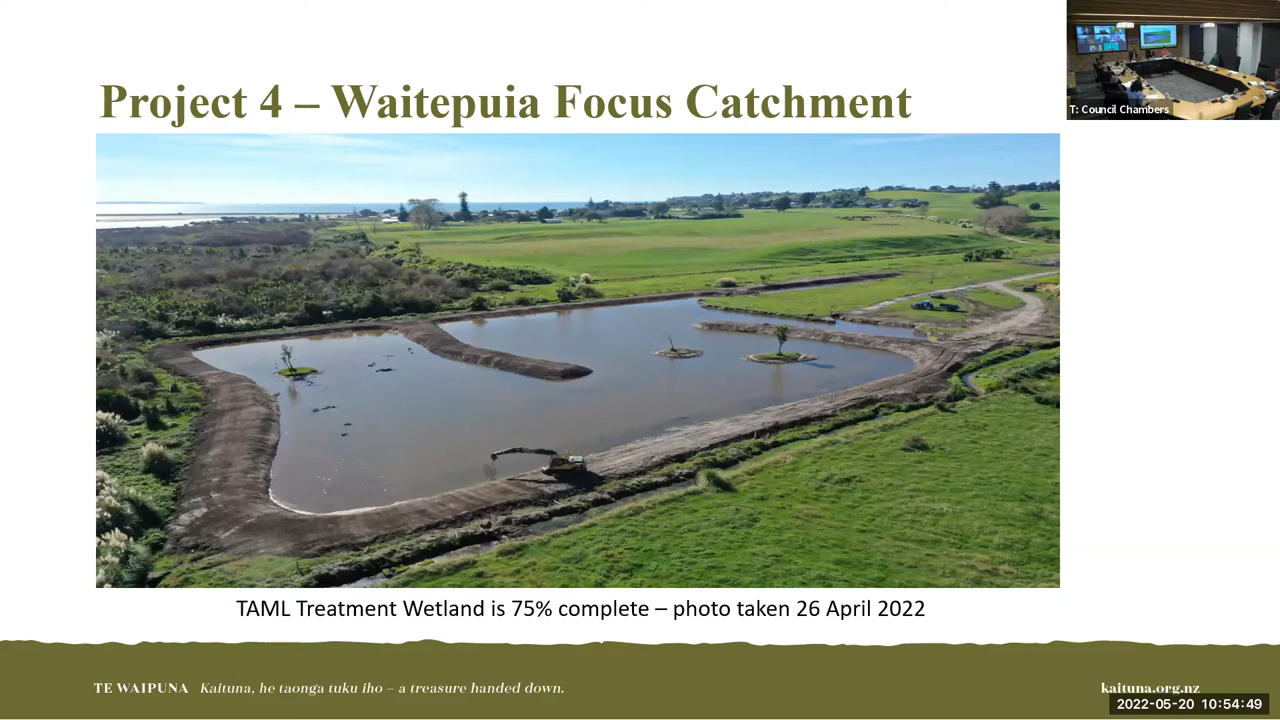 Project 4 – Waitepuia Focus Catchment
T: Council Chambers
TAML Treatment Wetland is 75% complete – photo taken 26 April 2022
TE WAIPUNA Kaituna, he taonga tuku iho – a treasure handed down.
kaituna.org.nz
2022-05-20 10:54:49